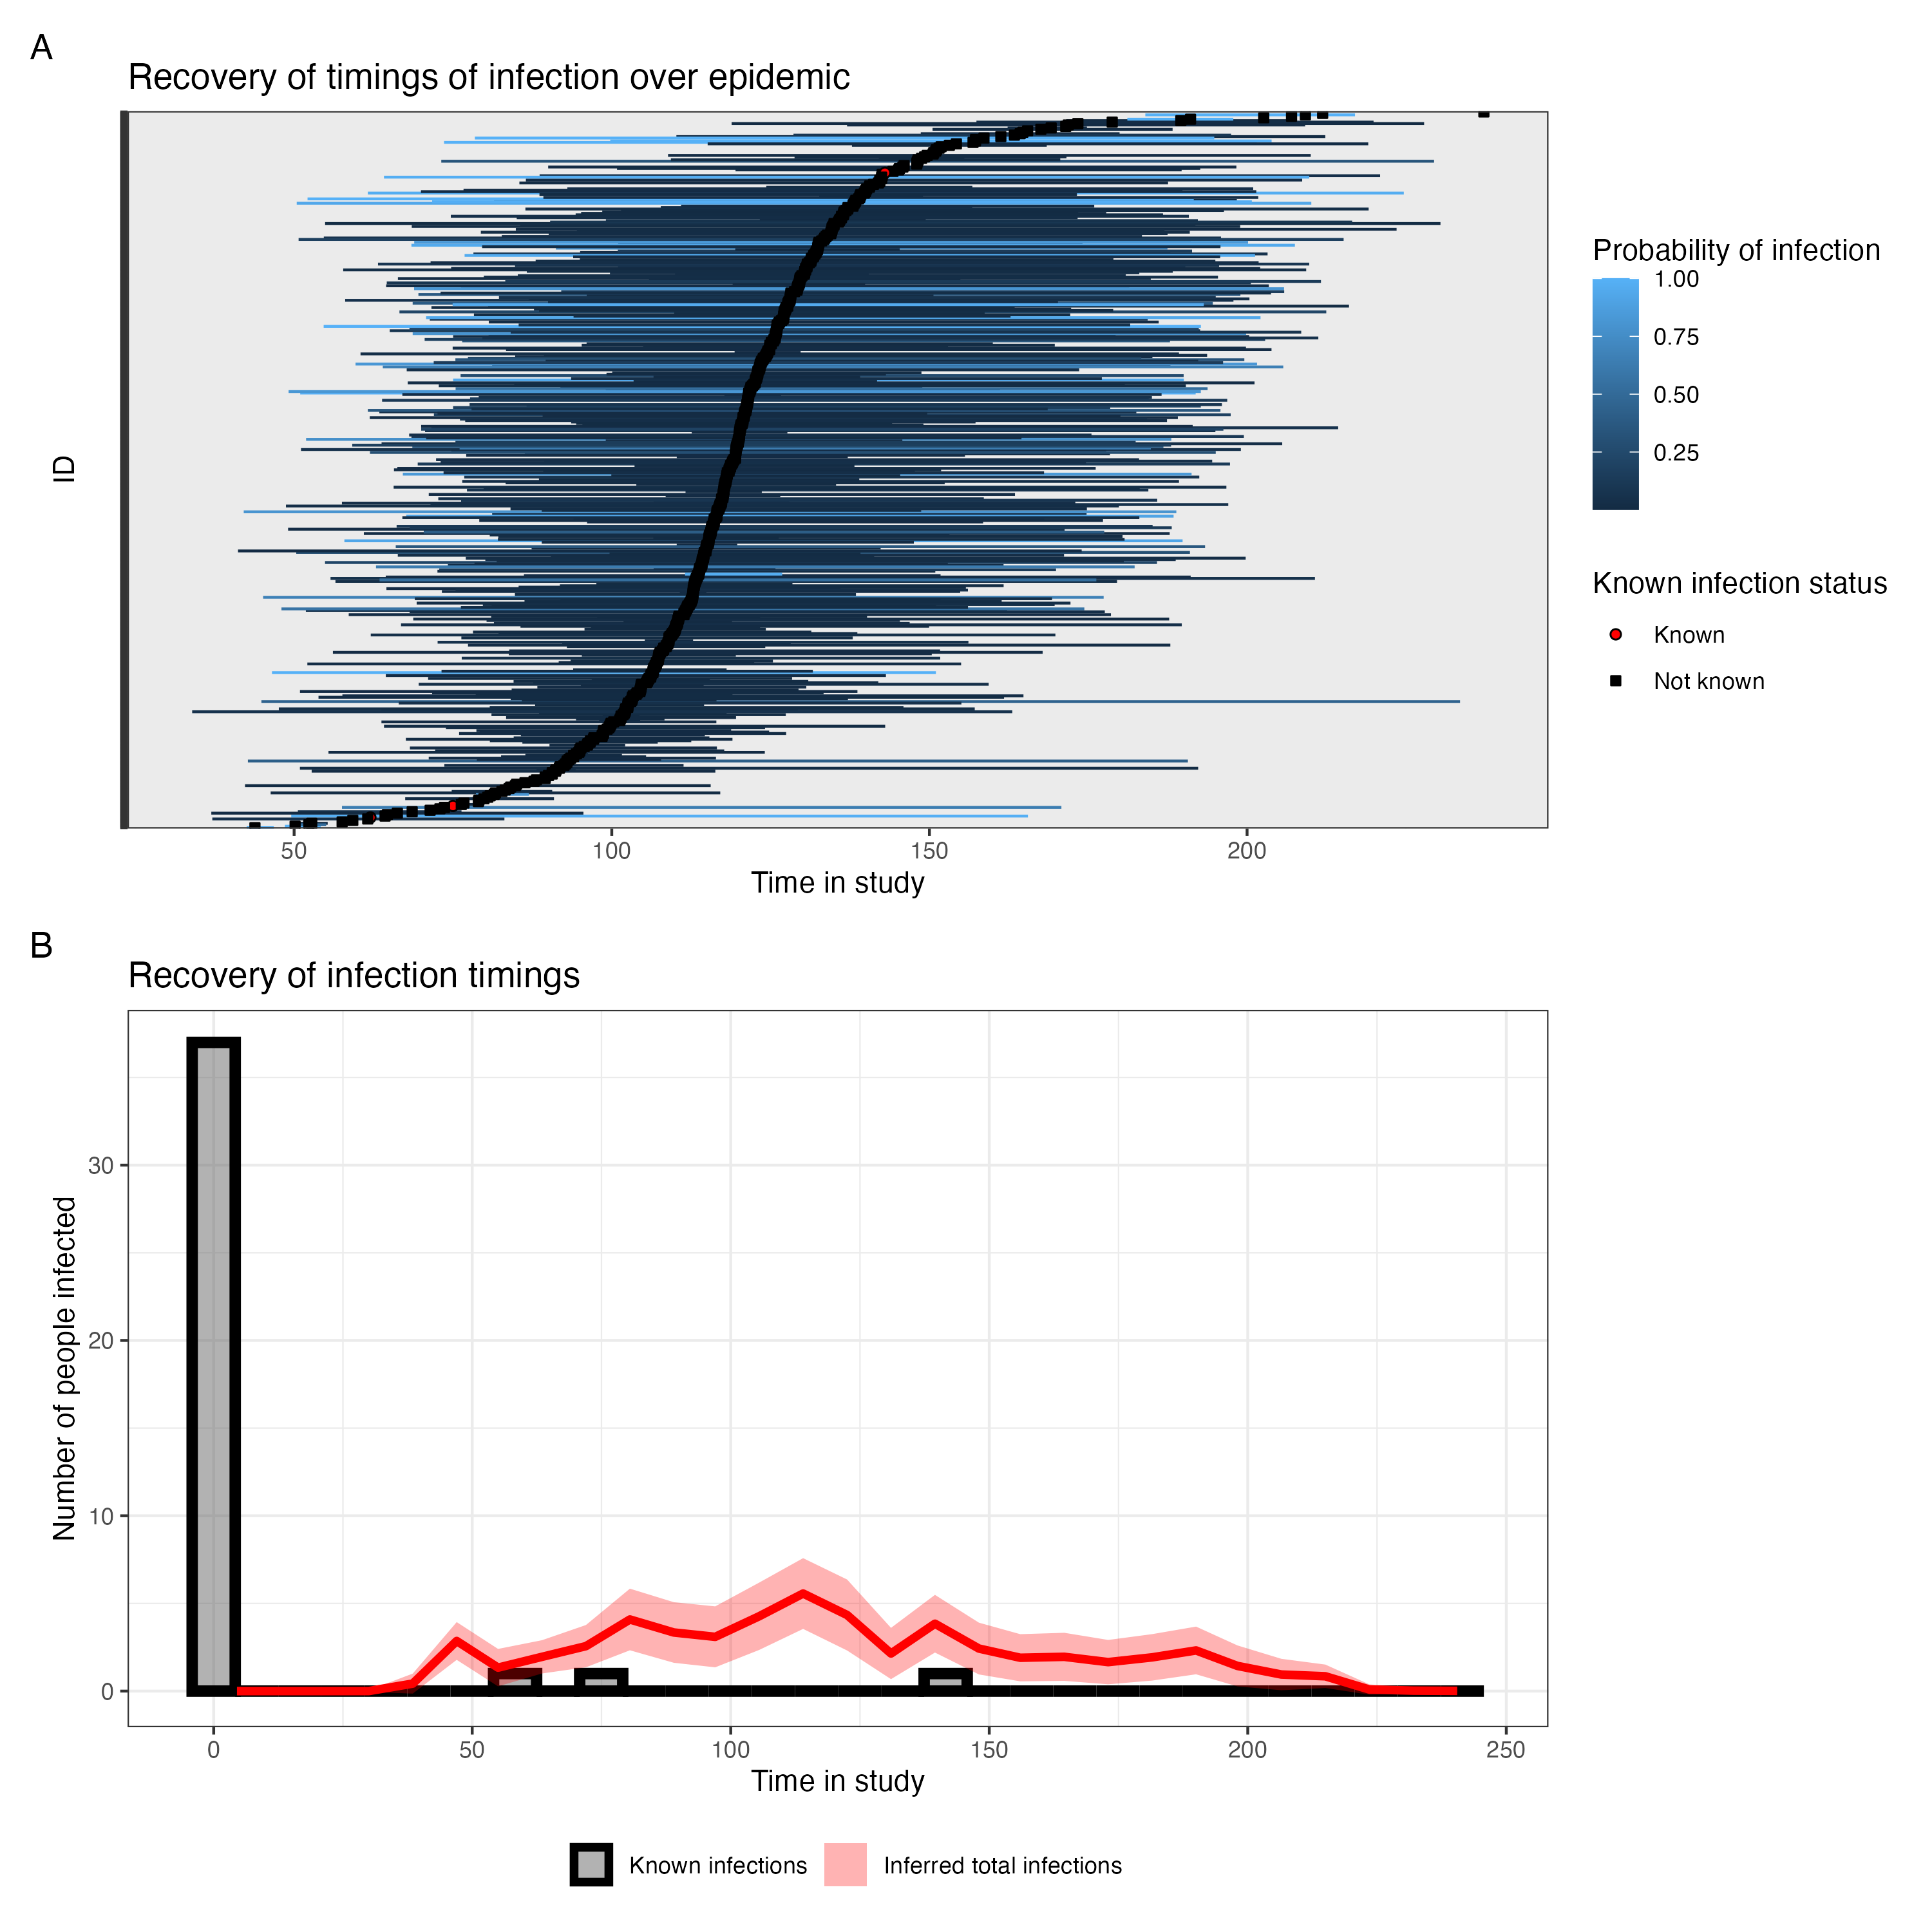 A
Recovery of timings of infection over epidemic
ID
50 100 150 200
Time in study
Probability of infection
1.00
0.75
0.50
0.25
Known infection status
Known
Not known
B
Recovery of infection timings
Number of people infected
30
20
10
0
0 50 100 150 200 250
Time in study
Known infections Inferred total infections